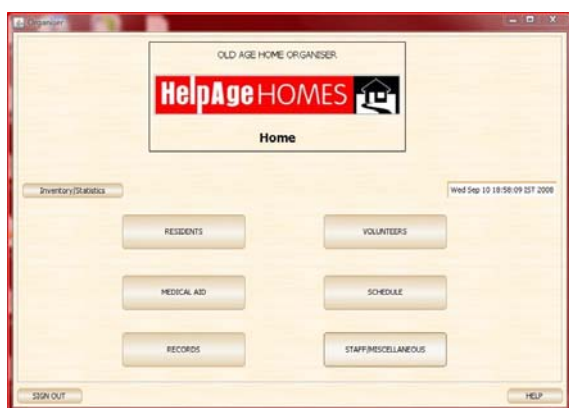 Organiser
OLD AGE HOME ORGANISER
HelpAge HOMES
Home
Inventory/Statistics
Wed Sep 10 18:58:09 IST 2008
RESIDENTS
VOLUNTEERS
MEDICAL AID
SCHEDULE
RECORDS
STAFF/MISCELLANEOUS
SIGN OUT
HELP